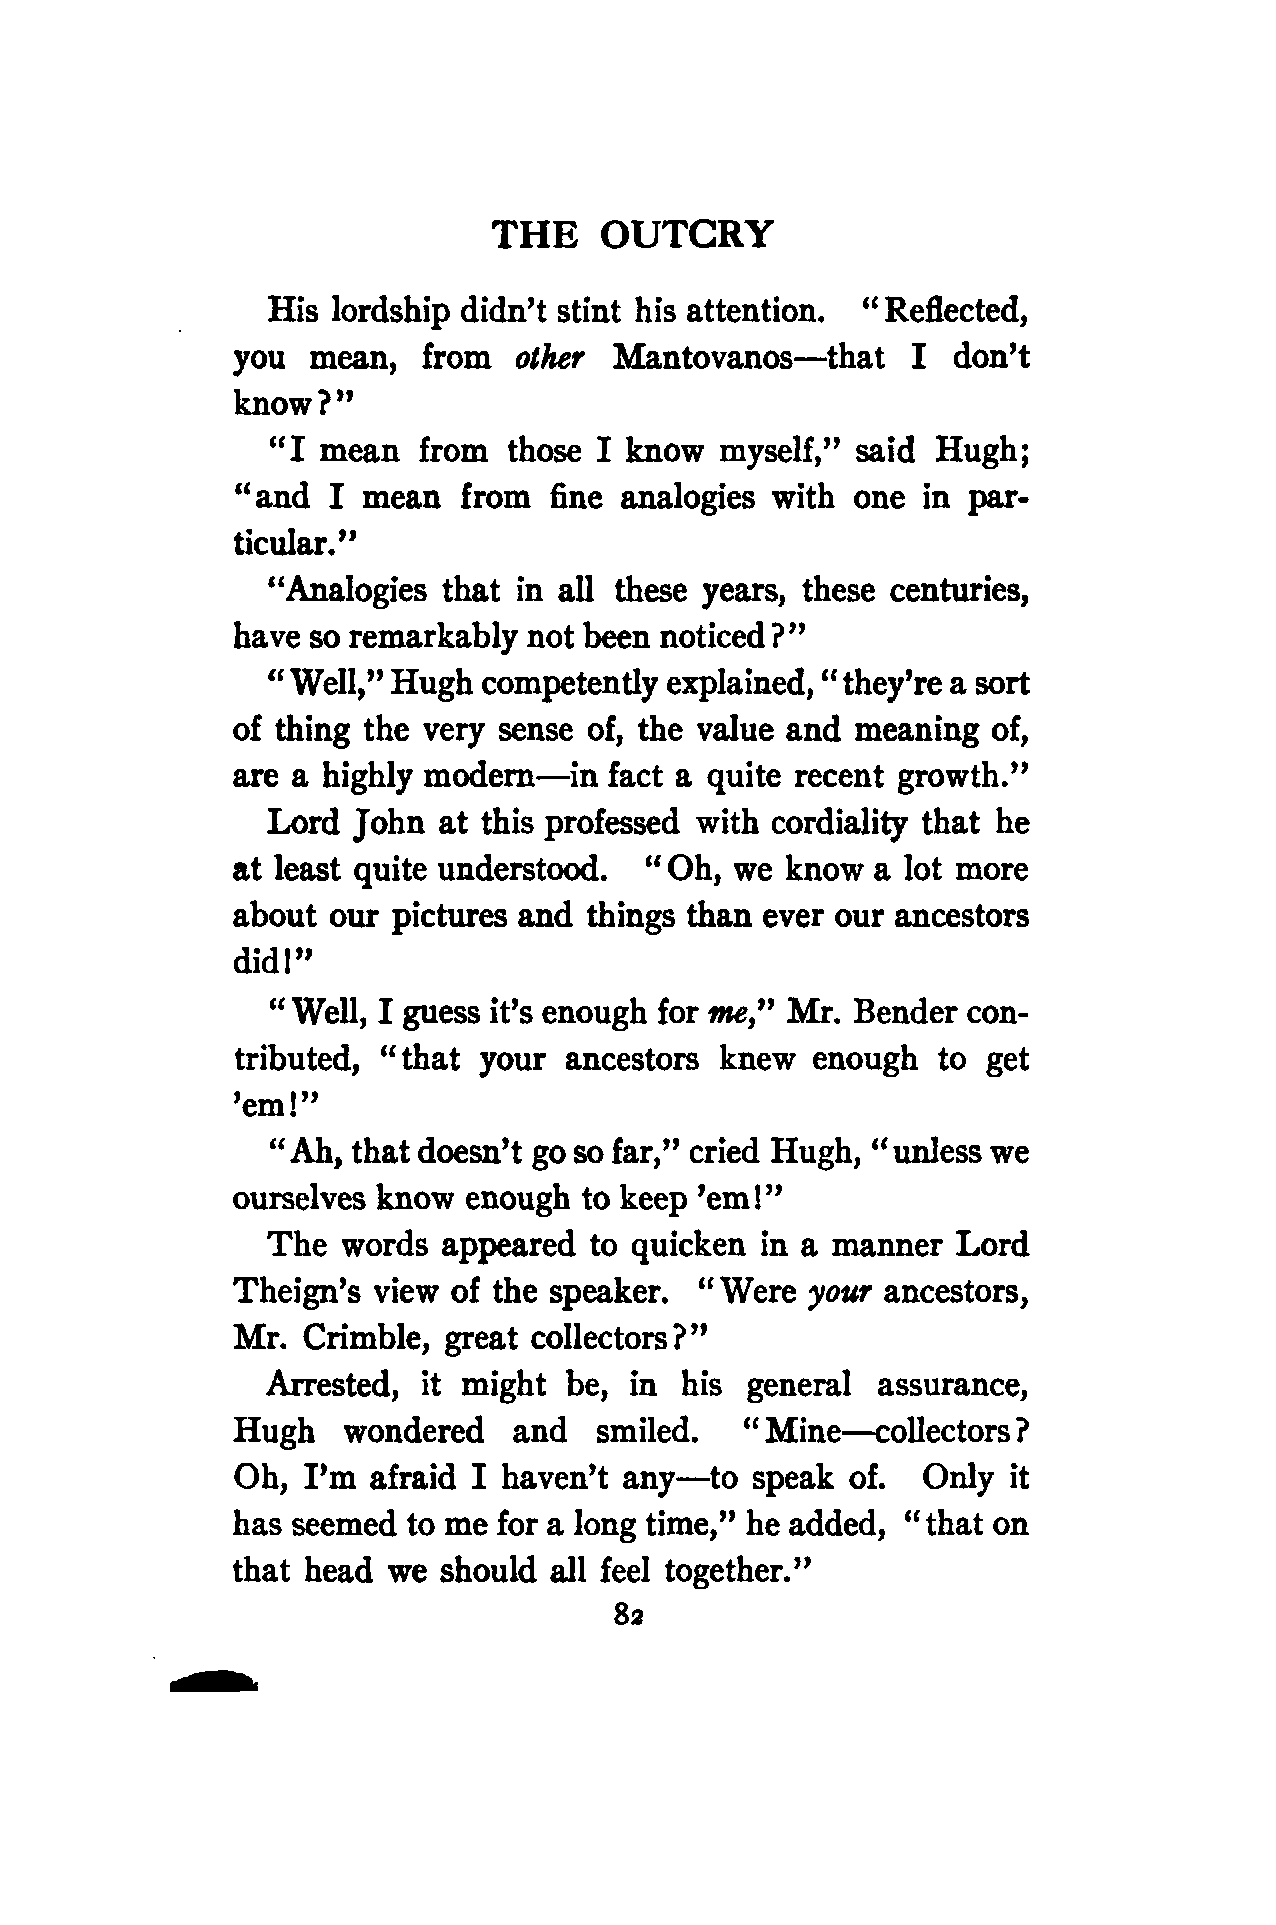 THE OUTCRY
His lordship didn't stint his attention. "Reflected,
you mean, from other Mantovanos—that I don't
know?"
"I mean from those I know myself," said Hugh;
"and I mean from fine analogies with one in par-
ticular."
"Analogies that in all these years, these centuries,
have so remarkably not been noticed?"
"Well," Hugh competently explained, "they're a sort
of thing the very sense of, the value and meaning of,
are a highly modern—in fact a quite recent growth."
Lord John at this professed with cordiality that he
at least quite understood. "Oh, we know a lot more
about our pictures and things than ever our ancestors
did!"
"Well, I guess it's enough for me," Mr. Bender con-
tributed, "that your ancestors knew enough to get
'em!"
"Ah, that doesn't go so far," cried Hugh, "unless we
ourselves know enough to keep 'em!"
The words appeared to quicken in a manner Lord
Theign's view of the speaker. "Were your ancestors,
Mr. Crimble, great collectors?"
Arrested, it might be, in his general assurance,
Hugh wondered and smiled. "Mine—collectors?
Oh, I'm afraid I haven't any—to speak of. Only it
has seemed to me for a long time," he added, "that on
that head we should all feel together."
82